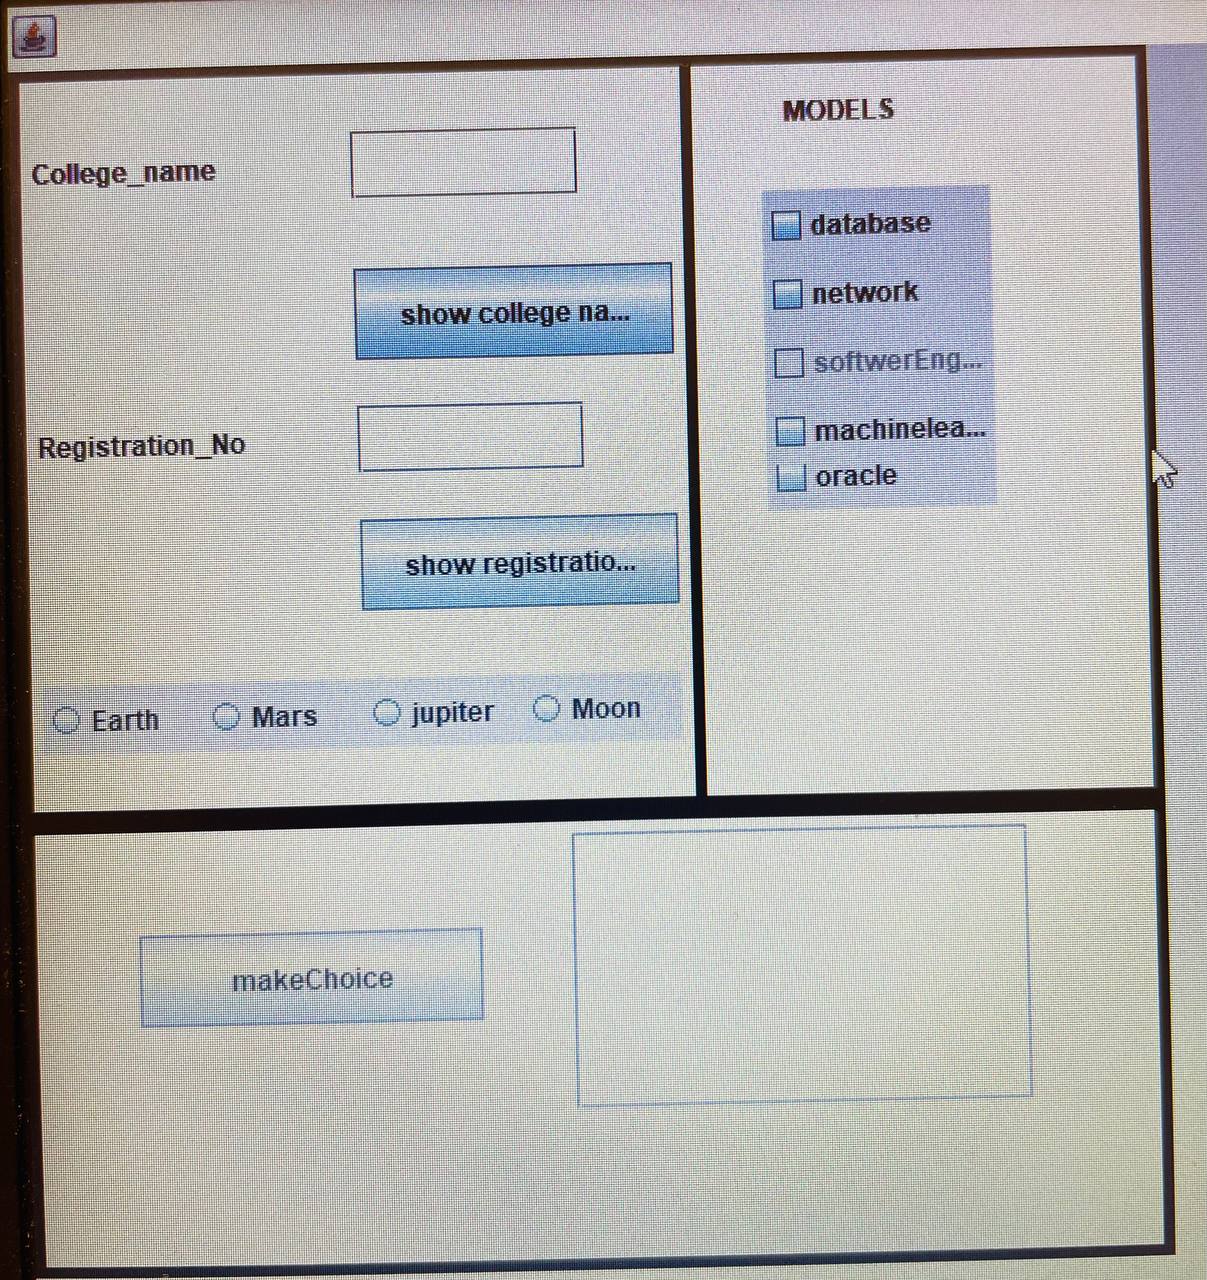 College_name
show college na...
Registration_No
show registratio...
Earth Mars jupiter Moon
MODELS
database
network
softwerEng...
machinelea...
oracle
makeChoice